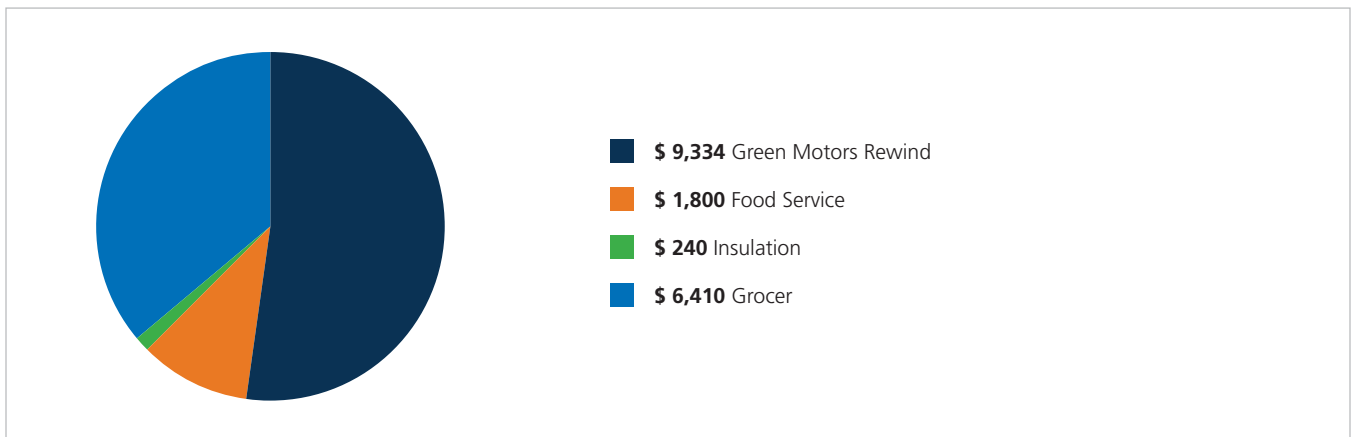 $ 9,334 Green Motors Rewind
$ 1,800 Food Service
$ 240 Insulation
$ 6,410 Grocer